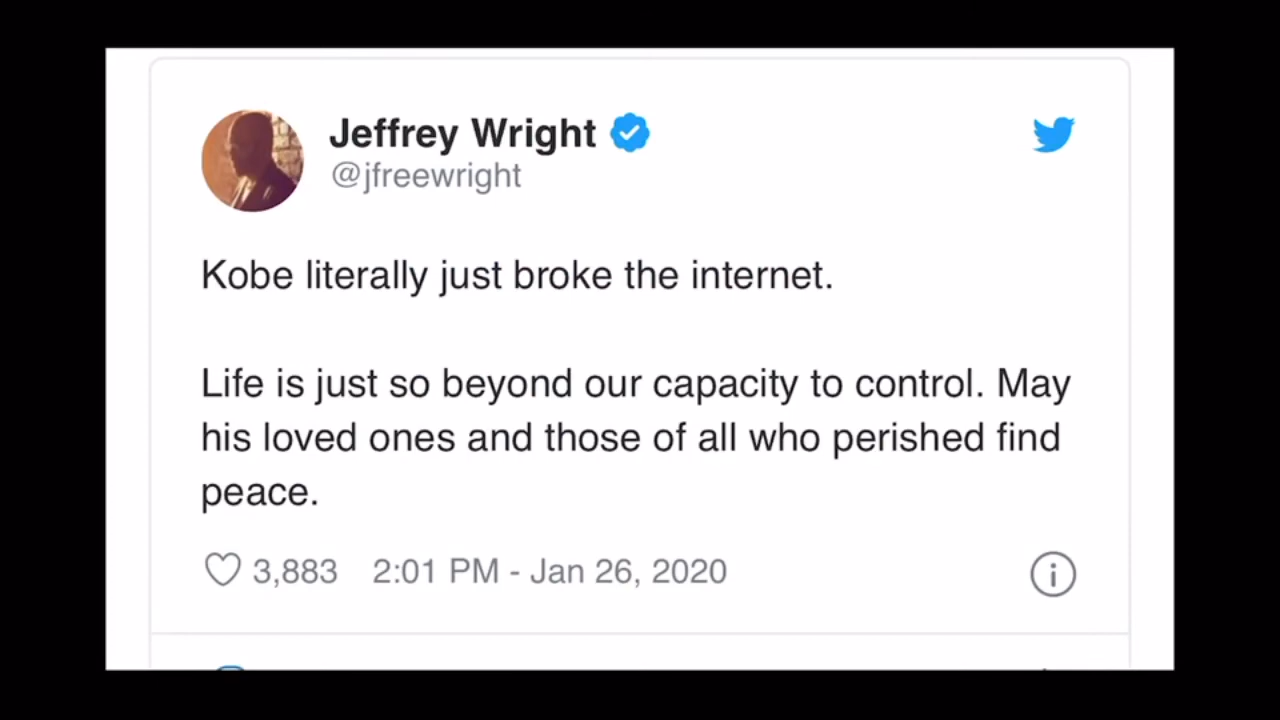 Jeffrey Wright
@jfreewright
Kobe literally just broke the internet.
Life is just so beyond our capacity to control. May
his loved ones and those of all who perished find
peace.
3,883 2:01 PM - Jan 26, 2020